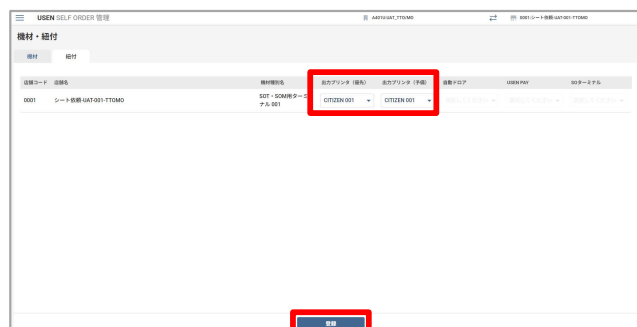 USEN SELF ORDER 管理
A401U:UAT_TTO/MO
0001:シート依頼-UAT-001-TTOMO
機材・紐付
機材 紐付
店舗コード 店舗名 機材種別名 出力プリンタ（優先） 出力プリンタ（予備） 自動ドロア USEN PAY SOターミナル
0001 シート依頼-UAT-001-TTOMO SOT・SOM用ターミ
ナル 001 CITIZEN 001 CITIZEN 001
登録